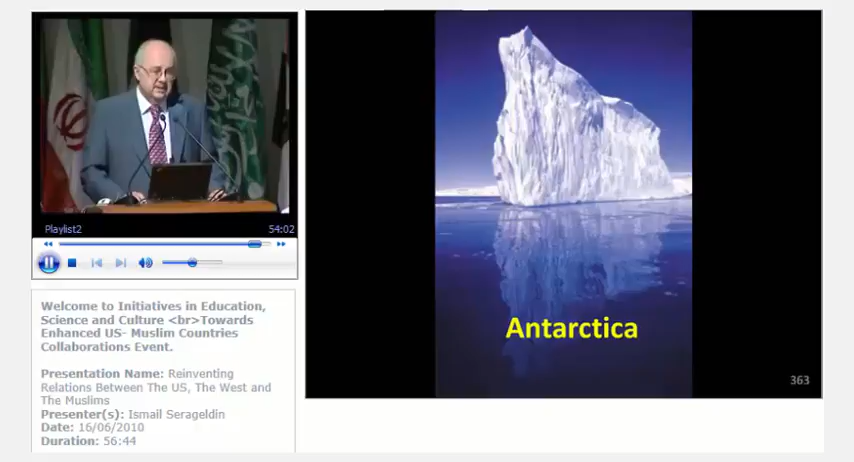 Playlist2 54:02
Welcome to Initiatives in Education,
Science and Culture <br>Towards
Enhanced US- Muslim Countries
Collaborations Event.
Presentation Name: Reinventing
Relations Between The US, The West and
The Muslims
Presenter(s): Ismail Serageldin
Date: 16/06/2010
Duration: 56:44
Antarctica
363